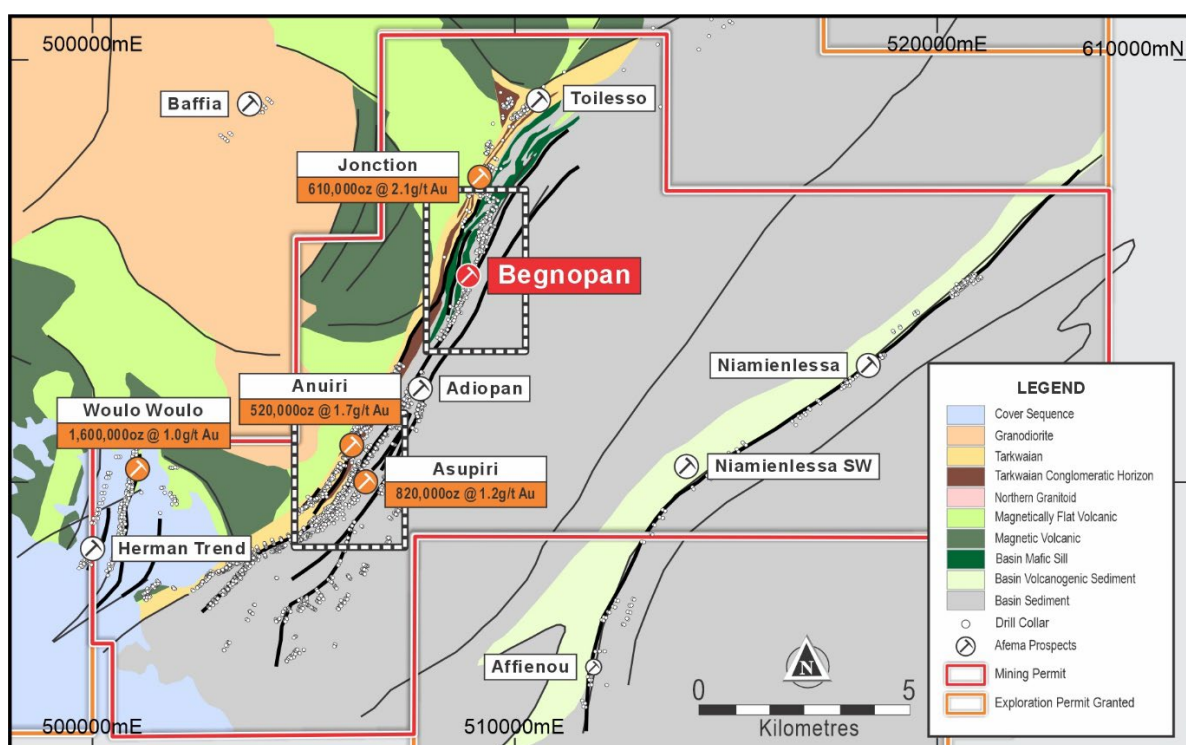 500000mE
520000mE
610000mN
Baffia
Toilesso
Jonction
610,000oz @ 2.1g/t Au
Begnopan
Anuiri
520,000oz @ 1.7g/t Au
Adiopan
Niamienlessa
Woulo Woulo
1,600,000oz @ 1.0g/t Au
Asupiri
820,000oz @ 1.2g/t Au
Niamienlessa SW
Herman Trend
Affienou
N
0
5
Kilometres
500000mE
510000mE
LEGEND
Cover Sequence
Granodiorite
Tarkwaian
Tarkwaian Conglomeratic Horizon
Northern Granitoid
Magnetically Flat Volcanic
Magnetic Volcanic
Basin Mafic Sill
Basin Volcanogenic Sediment
Basin Sediment
Drill Collar
Afema Prospects
Mining Permit
Exploration Permit Granted